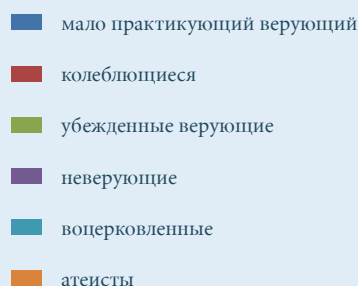 мало практикующий верующий
колеблющиеся
убежденные верующие
неверующие
воцерковленные
атеисты